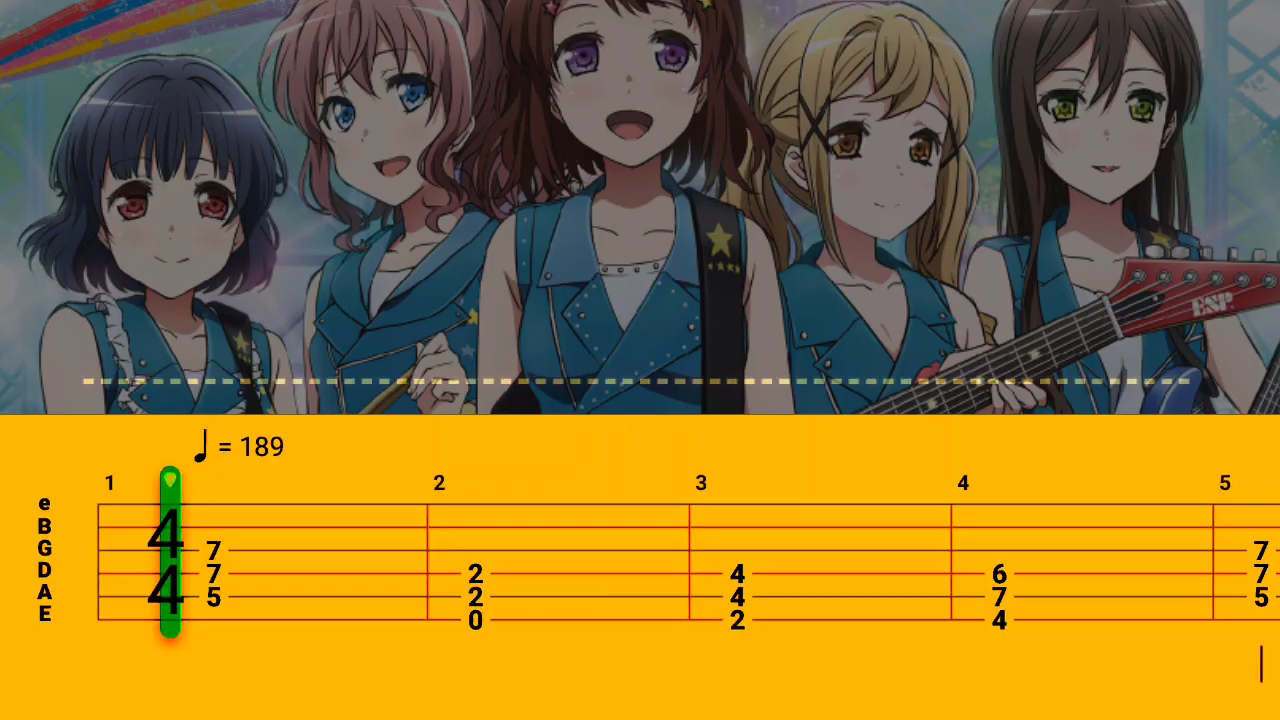 ESP
♩ = 189
1 2 3 4 5
e
B
G 7 7
D 7 2 4 6 7
A 5 2 4 7 5
E 0 2 4
4
4